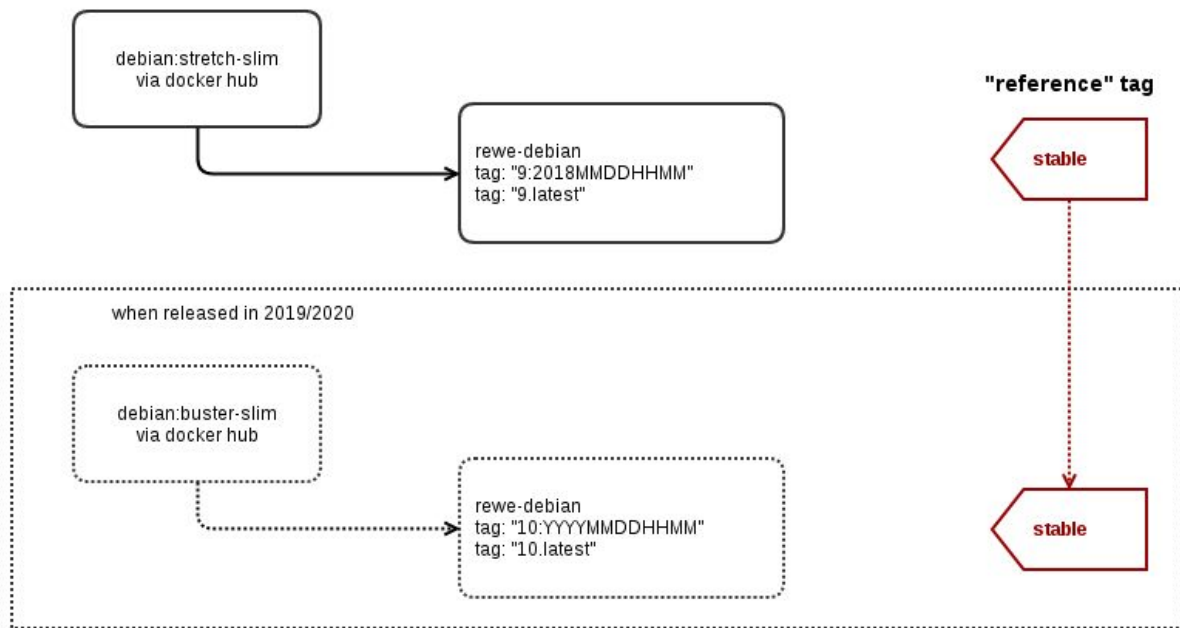 debian:stretch-slim
via docker hub
"reference" tag
rewe-debian
tag: "9:2018MMDDHHMM"
tag: "9.latest"
stable
when released in 2019/2020
debian:buster-slim
via docker hub
rewe-debian
tag: "10:YYYYMMDDHHMM"
tag: "10.latest"
stable